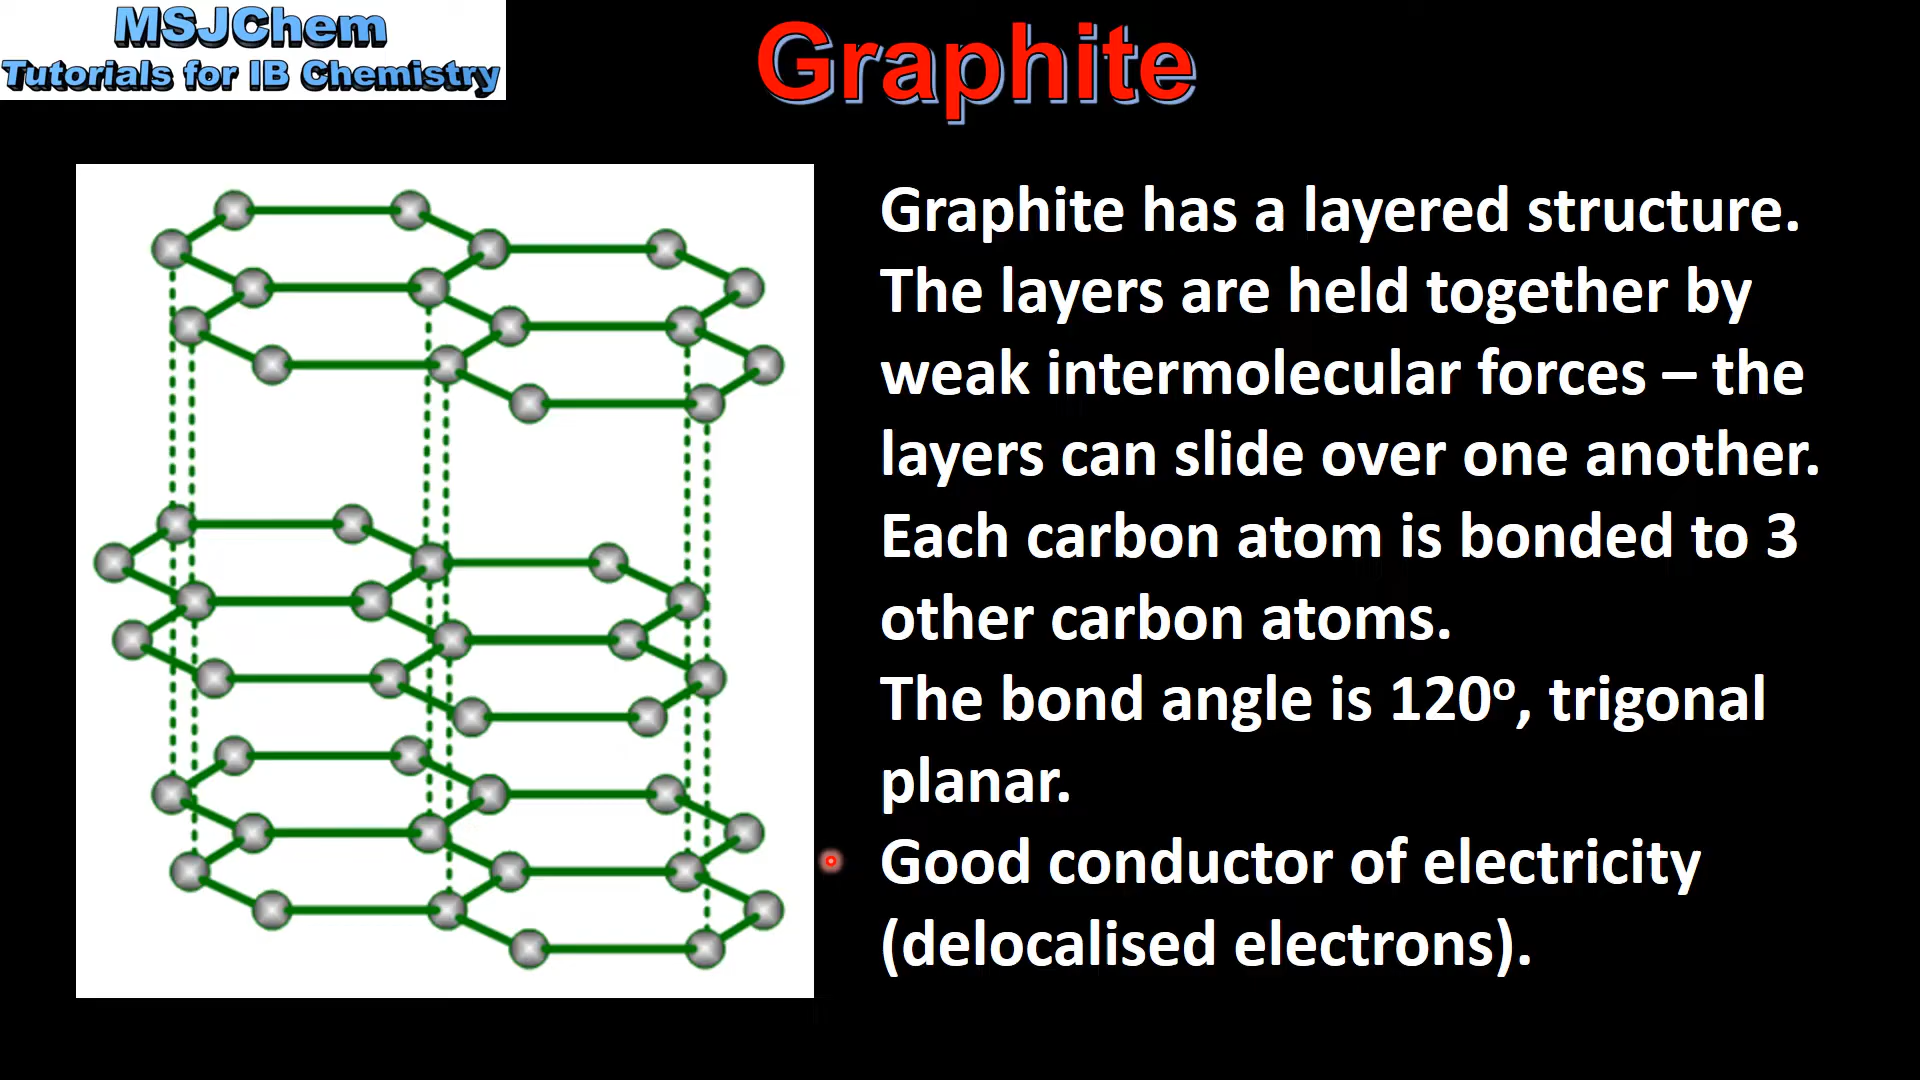 MSJChem
Tutorials for IB Chemistry
Graphite
Graphite has a layered structure.
The layers are held together by
weak intermolecular forces – the
layers can slide over one another.
Each carbon atom is bonded to 3
other carbon atoms.
The bond angle is 120º, trigonal
planar.
Good conductor of electricity
(delocalised electrons).